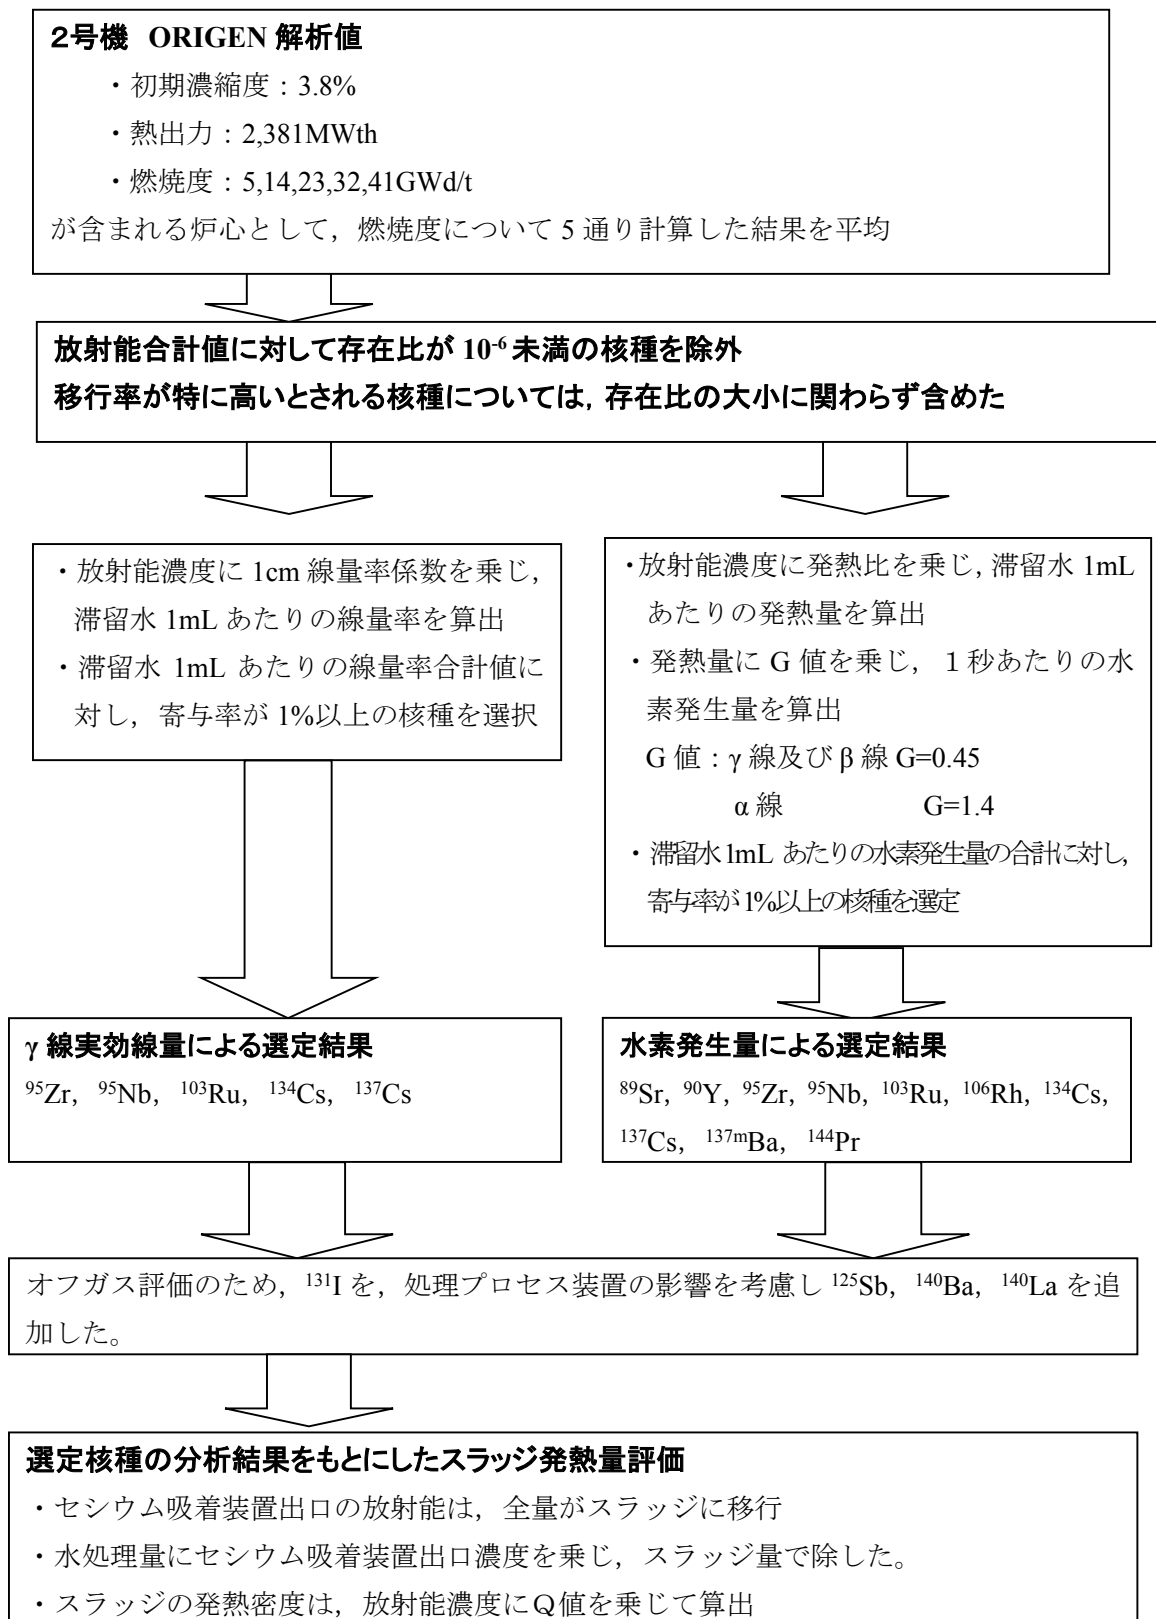 2号機 ORIGEN 解析値
・初期濃縮度：3.8%
・熱出力：2,381MWth
・燃焼度：5,14,23,32,41GWd/t
が含まれる炉心として，燃焼度について 5 通り計算した結果を平均
放射能合計値に対して存在比が 10⁻⁶ 未満の核種を除外
移行率が特に高いとされる核種については，存在比の大小に関わらず含めた
・放射能濃度に 1cm 線量率係数を乗じ，
滞留水 1mL あたりの線量率を算出
・滞留水 1mL あたりの線量率合計値に
対し，寄与率が 1%以上の核種を選択
・放射能濃度に発熱比を乗じ，滞留水 1mL
あたりの発熱量を算出
・発熱量に G 値を乗じ，１秒あたりの水
素発生量を算出
G 値：γ 線及び β 線 G=0.45
α 線 G=1.4
・滞留水 1mL あたりの水素発生量の合計に対し，
寄与率が 1%以上の核種を選定
γ 線実効線量による選定結果
⁹⁵Zr，⁹⁵Nb，¹⁰³Ru，¹³⁴Cs，¹³⁷Cs
水素発生量による選定結果
⁸⁹Sr，⁹⁰Y，⁹⁵Zr，⁹⁵Nb，¹⁰³Ru，¹⁰⁶Rh，¹³⁴Cs，
¹³⁷Cs，¹³⁷ᵐBa，¹⁴⁴Pr
オフガス評価のため，¹³¹I を，処理プロセス装置の影響を考慮し ¹²⁵Sb，¹⁴⁰Ba，¹⁴⁰La を追
加した。
選定核種の分析結果をもとにしたスラッジ発熱量評価
・セシウム吸着装置出口の放射能は，全量がスラッジに移行
・水処理量にセシウム吸着装置出口濃度を乗じ，スラッジ量で除した。
・スラッジの発熱密度は，放射能濃度にＱ値を乗じて算出